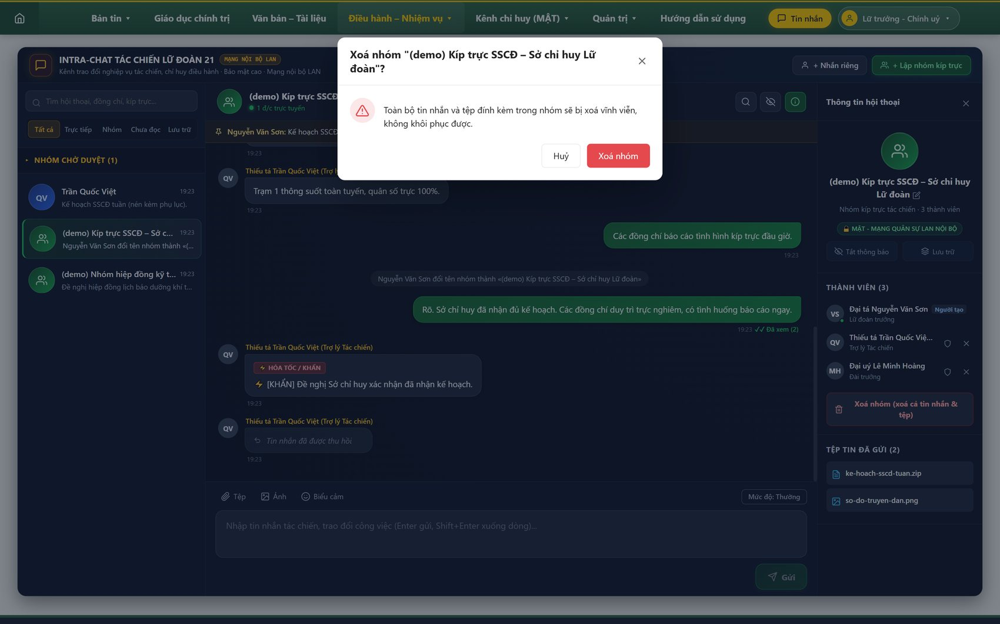 Bản tin
Giáo dục chính trị
Văn bản – Tài liệu
Điều hành – Nhiệm vụ
Kênh chỉ huy (MẬT)
Quản trị
Hướng dẫn sử dụng
Tin nhắn
Lữ trưởng - Chính uỷ
INTRA-CHAT TÁC CHIẾN LỮ ĐOÀN 21
MẠNG NỘI BỘ LAN
Kênh trao đổi nghiệp vụ tác chiến, chỉ huy điều hành · Bảo mật cao · Mạng nội bộ LAN
+ Nhắn riêng
+ Lập nhóm kíp trực
Xoá nhóm "(demo) Kíp trực SSCĐ – Sở chỉ huy Lữ
đoàn"?
Toàn bộ tin nhắn và tệp đính kèm trong nhóm sẽ bị xoá vĩnh viễn,
không khôi phục được.
Huỷ
Xoá nhóm
Tìm hội thoại, đồng chí, kíp trực...
Tất cả
Trực tiếp
Nhóm
Chưa đọc
Lưu trữ
NHÓM CHỜ DUYỆT (1)
QV
Trần Quốc Việt
19:23
Kế hoạch SSCĐ tuần (nén kèm phụ lục).
(demo) Kíp trực SSCĐ – Sở c...
19:23
Nguyễn Văn Sơn đổi tên nhóm thành «(...
(demo) Nhóm hiệp đồng kỹ t...
19:23
Đề nghị hiệp đồng lịch bảo dưỡng khí t...
(demo) Kíp trực SSCĐ
1 đ/c trực tuyến
Nguyễn Văn Sơn: Kế hoạch SSCĐ
19:23
QV
Thiếu tá Trần Quốc Việt (Trợ
Trạm 1 thông suốt toàn tuyến, quân số trực 100%.
19:23
Các đồng chí báo cáo tình hình kíp trực đầu giờ.
19:23
Nguyễn Văn Sơn đổi tên nhóm thành «(demo) Kíp trực SSCĐ – Sở chỉ huy Lữ đoàn»
Rõ. Sở chỉ huy đã nhận đủ kế hoạch. Các đồng chí duy trì trực nghiêm, có tình huống báo cáo ngay.
19:23 ✓✓ Đã xem (2)
QV
Thiếu tá Trần Quốc Việt (Trợ lý Tác chiến)
⚡ HỎA TỐC / KHẨN
⚡ [KHẨN] Đề nghị Sở chỉ huy xác nhận đã nhận kế hoạch.
19:23
QV
Thiếu tá Trần Quốc Việt (Trợ lý Tác chiến)
Tin nhắn đã được thu hồi
19:23
Tệp
Ảnh
Biểu cảm
Mức độ: Thường
Nhập tin nhắn tác chiến, trao đổi công việc (Enter gửi, Shift+Enter xuống dòng)...
Gửi
Thông tin hội thoại
(demo) Kíp trực SSCĐ – Sở chỉ huy
Lữ đoàn
Nhóm kíp trực tác chiến · 3 thành viên
🔒 MẬT - MẠNG QUÂN SỰ LAN NỘI BỘ
Tắt thông báo
Lưu trữ
THÀNH VIÊN (3)
VS
Đại tá Nguyễn Văn Sơn
Người tạo
Lữ đoàn trưởng
QV
Thiếu tá Trần Quốc Việ...
Trợ lý Tác chiến
MH
Đại uý Lê Minh Hoàng
Đài trưởng
Xoá nhóm (xoá cả tin nhắn &
tệp)
TỆP TIN ĐÃ GỬI (2)
ke-hoach-sscd-tuan.zip
so-do-truyen-dan.png